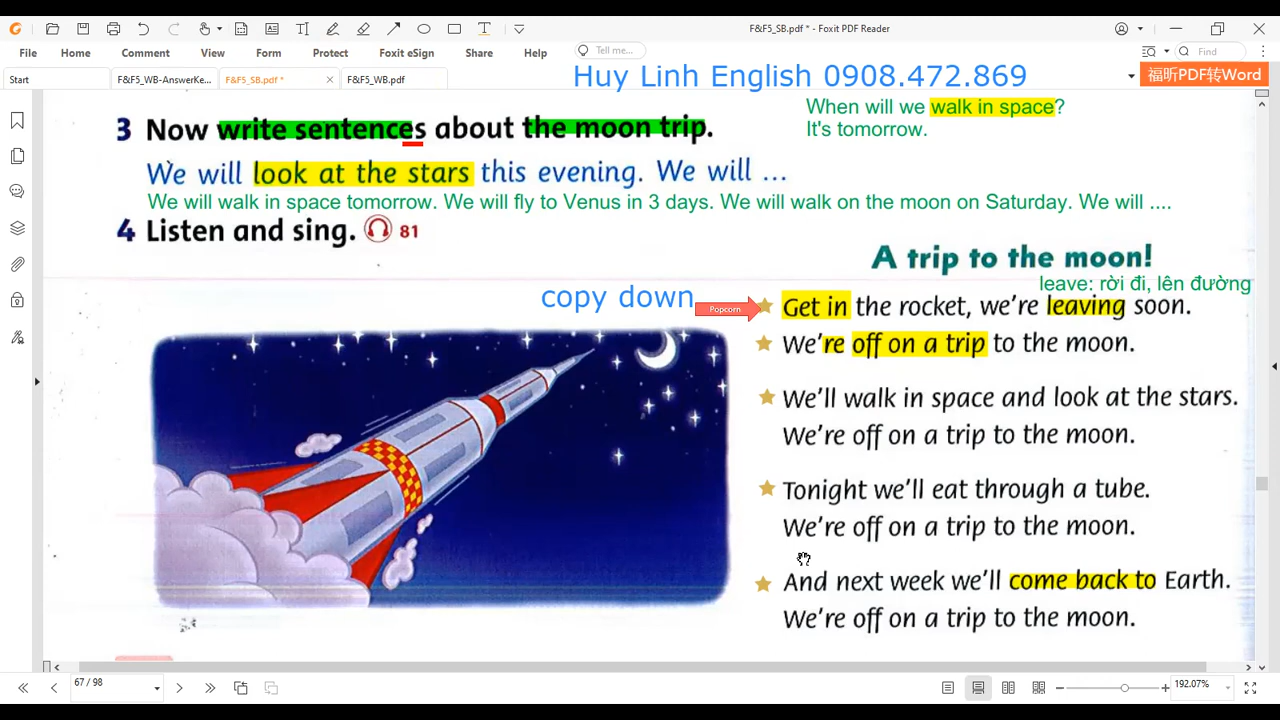 F&F5_SB.pdf * - Foxit PDF Reader
File Home Comment View Form Protect Foxit eSign Share Help Tell me... Find
Start F&F5_WB-AnswerKe... F&F5_SB.pdf * F&F5_WB.pdf
福昕PDF转Word
Huy Linh English 0908.472.869
When will we walk in space?
It's tomorrow.
3 Now write sentences about the moon trip.
We will look at the stars this evening. We will ...
We will walk in space tomorrow. We will fly to Venus in 3 days. We will walk on the moon on Saturday. We will ....
4 Listen and sing. 81
A trip to the moon!
leave: rời đi, lên đường
copy down
Popcorn
Get in the rocket, we're leaving soon.
We're off on a trip to the moon.
We'll walk in space and look at the stars.
We're off on a trip to the moon.
Tonight we'll eat through a tube.
We're off on a trip to the moon.
And next week we'll come back to Earth.
We're off on a trip to the moon.
67 / 98
192.07%